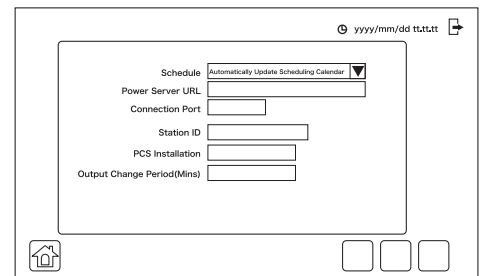 yyyy/mm/dd tt.tt.tt
Schedule Automatically Update Scheduling Calendar
Power Server URL
Connection Port
Station ID
PCS Installation
Output Change Period(Mins)